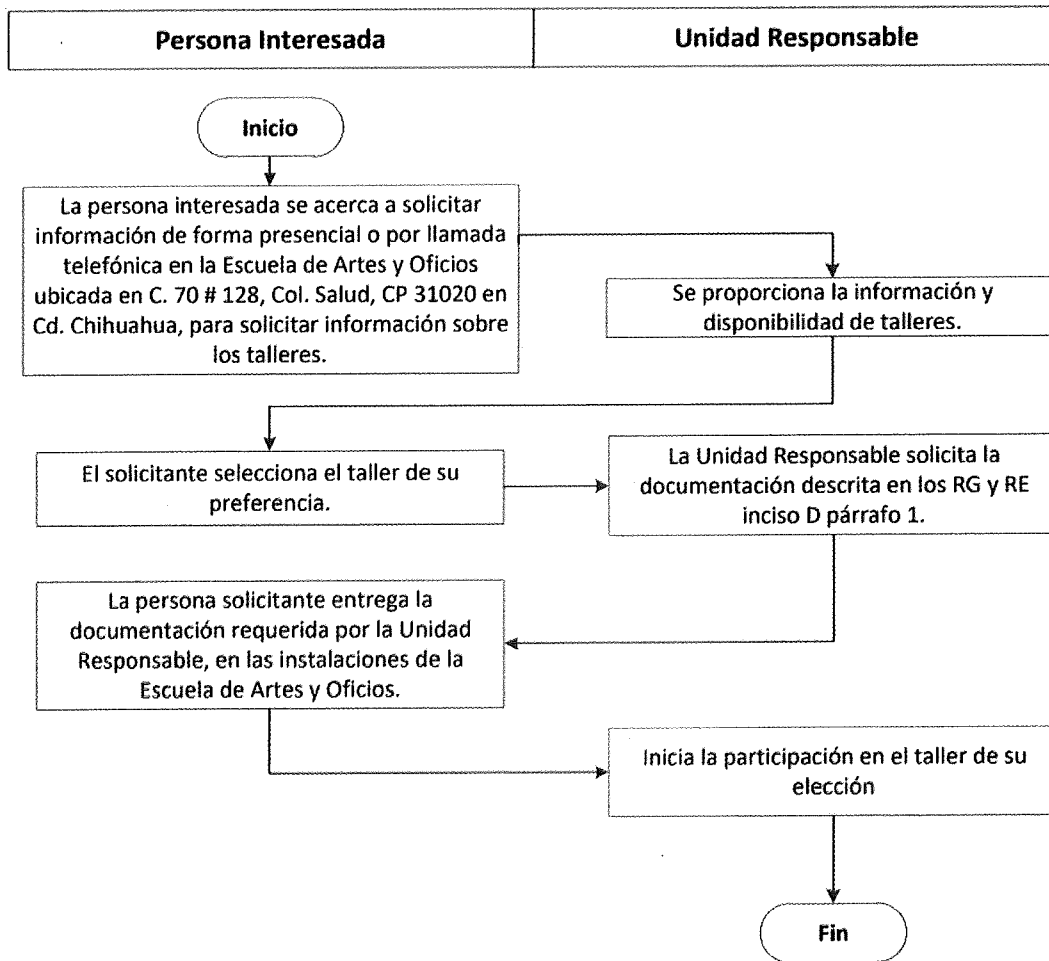 Persona Interesada
Unidad Responsable
Inicio
La persona interesada se acerca a solicitar
información de forma presencial o por llamada
telefónica en la Escuela de Artes y Oficios
ubicada en C. 70 # 128, Col. Salud, CP 31020 en
Cd. Chihuahua, para solicitar información sobre
los talleres.
Se proporciona la información y
disponibilidad de talleres.
El solicitante selecciona el taller de su
preferencia.
La Unidad Responsable solicita la
documentación descrita en los RG y RE
inciso D párrafo 1.
La persona solicitante entrega la
documentación requerida por la Unidad
Responsable, en las instalaciones de la
Escuela de Artes y Oficios.
Inicia la participación en el taller de su
elección
Fin